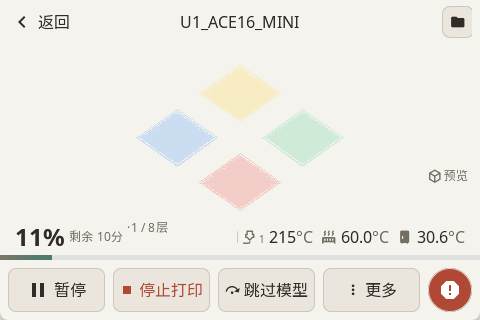 返回
U1_ACE16_MINI
预览
11% 剩余 10分 ·1 / 8层
1 215°C 60.0°C 30.6°C
暂停 停止打印 跳过模型 更多